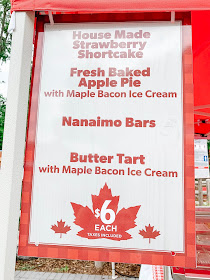 House Made
Strawberry
Shortcake
Fresh Baked
Apple Pie
with Maple Bacon Ice Cream
Nanaimo Bars
Butter Tart
with Maple Bacon Ice Cream
$6
EACH
TAXES INCLUDED